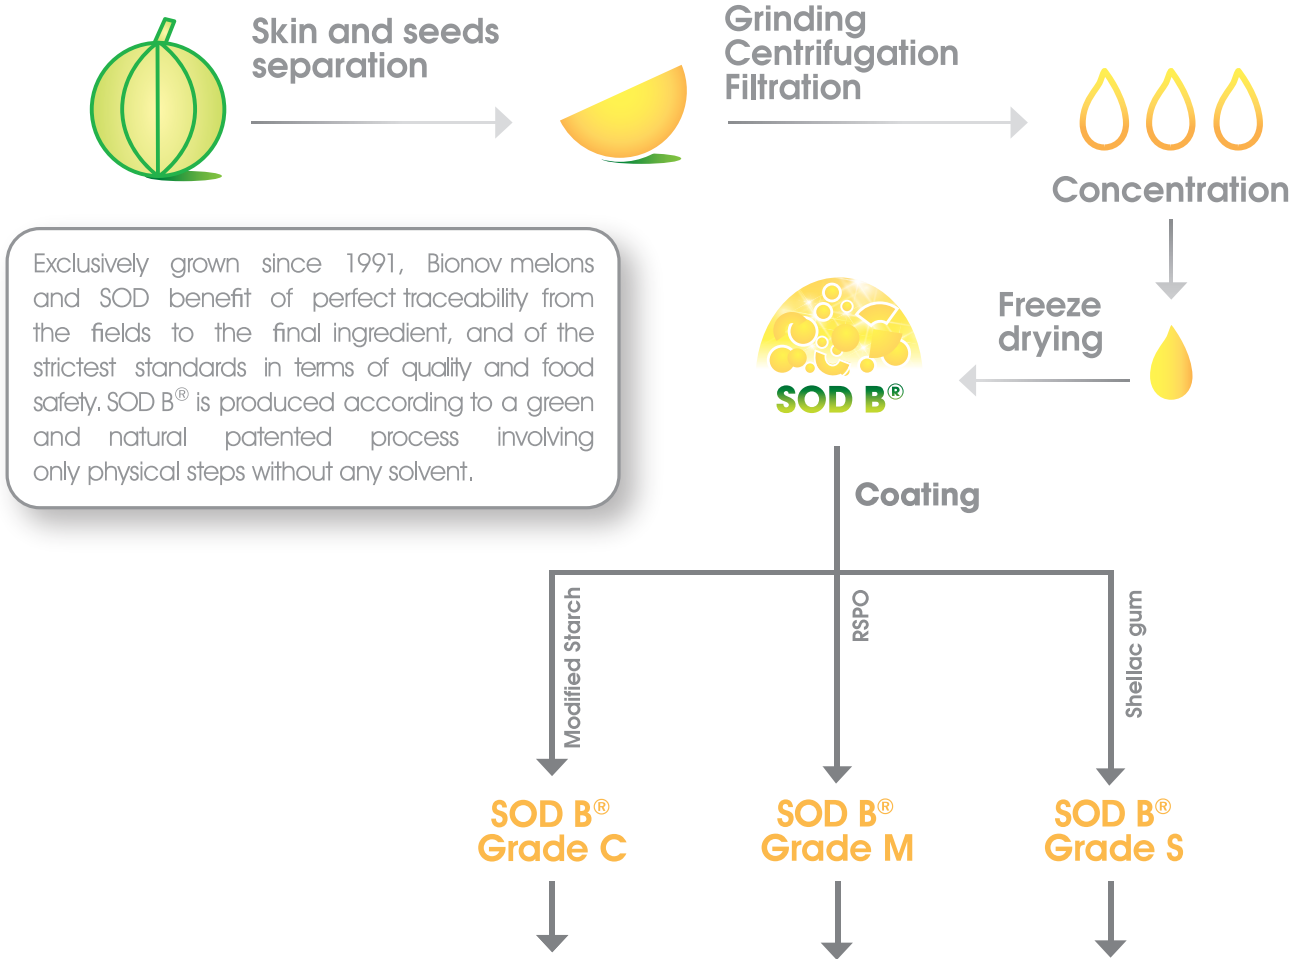 Skin and seeds
separation
Grinding
Centrifugation
Filtration
Concentration
Exclusively grown since 1991, Bionov melons
and SOD benefit of perfect traceability from
the fields to the final ingredient, and of the
strictest standards in terms of quality and food
safety. SOD B® is produced according to a green
and natural patented process involving
only physical steps without any solvent.
Freeze
drying
SOD B®
Coating
Modified Starch
RSPO
Shellac gum
SOD B®
Grade C
SOD B®
Grade M
SOD B®
Grade S